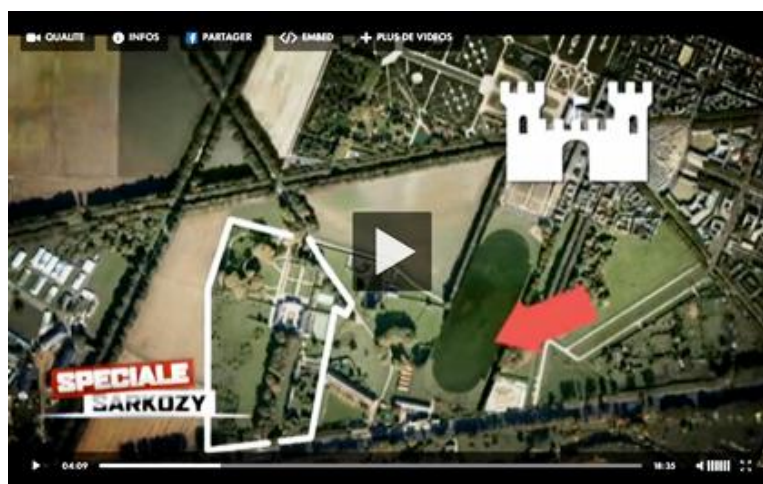 QUALITE INFOS PARTAGER </> EMBED + PLUS DE VIDEOS
SPECIALE
SARKOZY
04:09 18:35